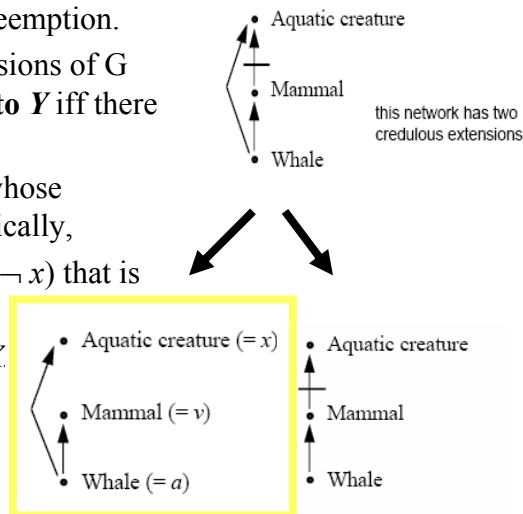 eemption.
sions of G
to Y iff there
whose
ically,
¬ x) that is
X.
Aquatic creature
Mammal
this network has two
credulous extensions
Whale
Aquatic creature (= x)
Mammal (= v)
Whale (= a)
Aquatic creature
Mammal
Whale